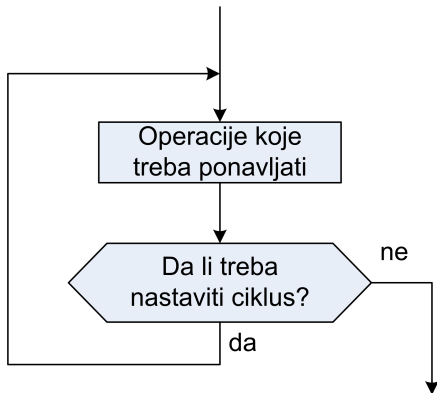 Operacije koje
treba ponavljati
Da li treba
nastaviti ciklus?
ne
da